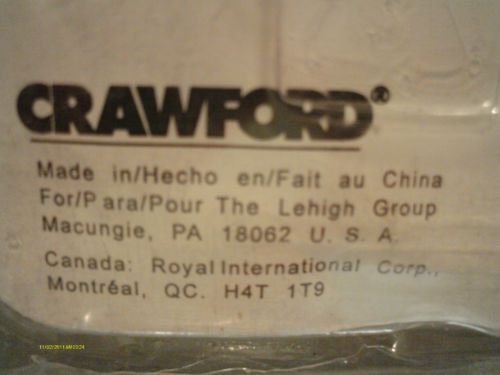 CRAWFORD®
Made in/Hecho en/Fait au China
For/Para/Pour The Lehigh Group
Macungie, PA 18062 U. S. A.
Canada: Royal International Corp.,
Montréal, QC. H4T 1T9